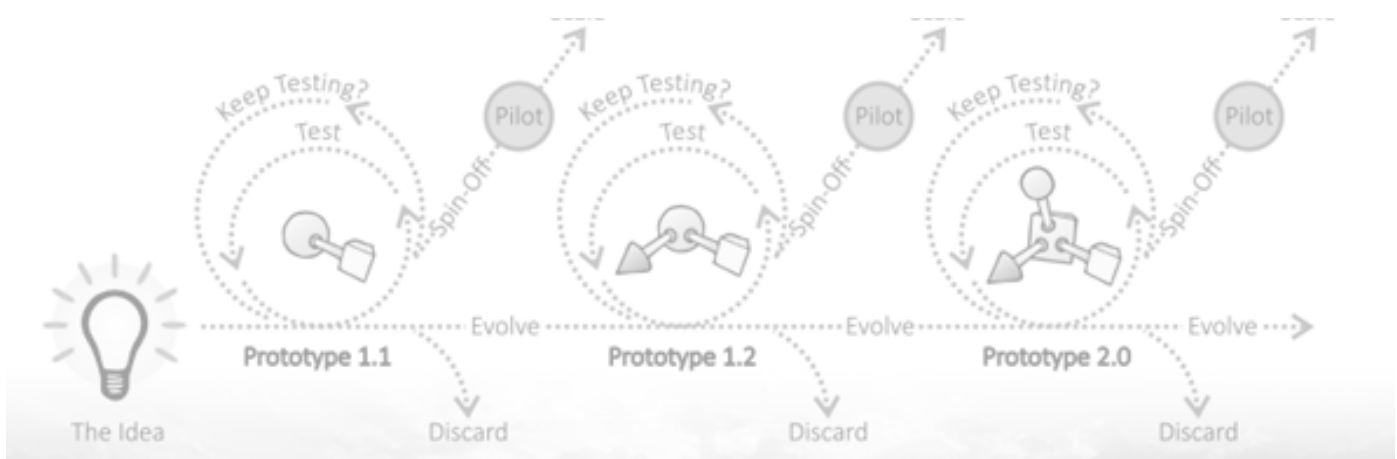 Keep Testing?
Test
Pilot
Spin-Off
Keep Testing?
Test
Pilot
Spin-Off
Keep Testing?
Test
Pilot
Spin-Off
Evolve
Evolve
Evolve
Prototype 1.1
Prototype 1.2
Prototype 2.0
The Idea
Discard
Discard
Discard